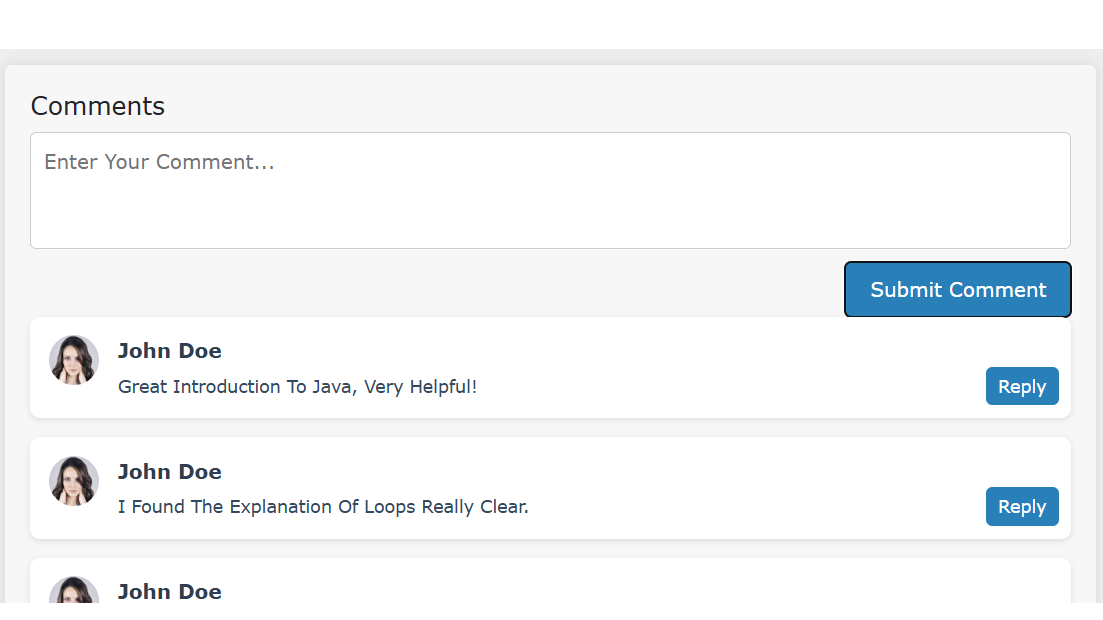 Comments
Enter Your Comment...
Submit Comment
John Doe
Great Introduction To Java, Very Helpful!
Reply
John Doe
I Found The Explanation Of Loops Really Clear.
Reply
John Doe